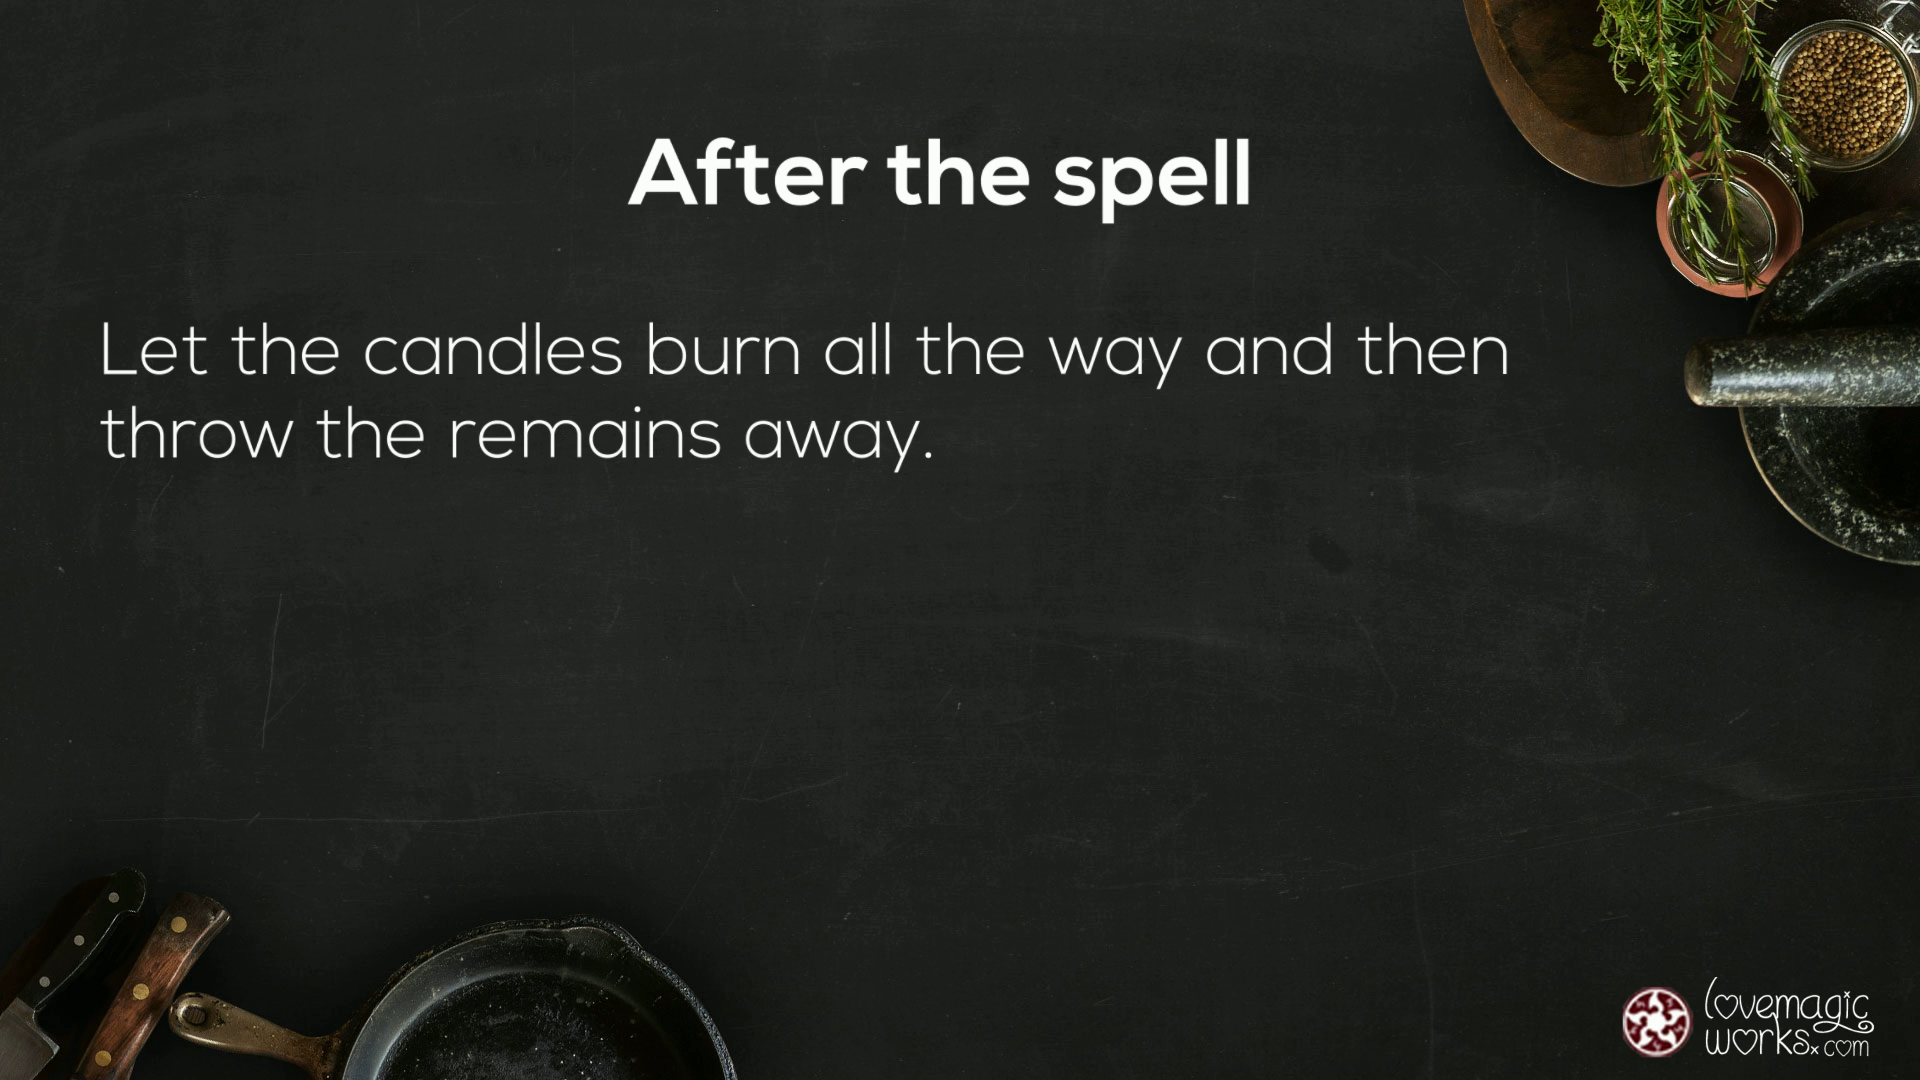 After the spell
Let the candles burn all the way and then
throw the remains away.
lovemagic
works.com